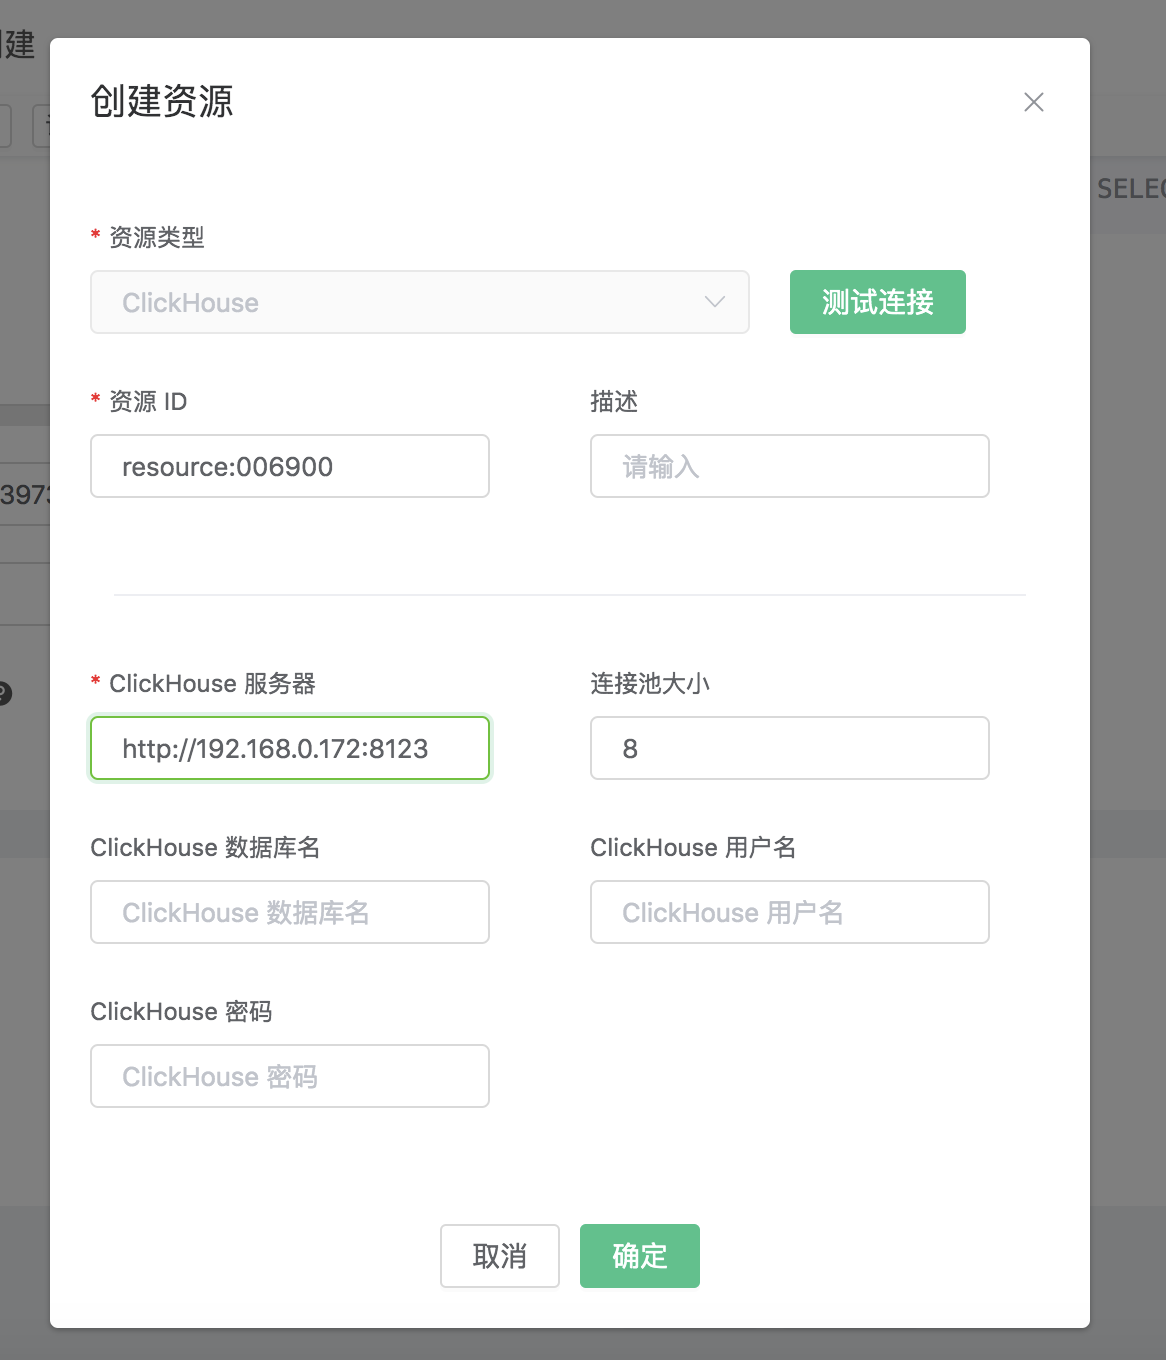 建
创建资源
SELEC
* 资源类型
ClickHouse
测试连接
* 资源 ID
描述
resource:006900
请输入
3973
* ClickHouse 服务器
连接池大小
http://192.168.0.172:8123
8
ClickHouse 数据库名
ClickHouse 用户名
ClickHouse 数据库名
ClickHouse 用户名
ClickHouse 密码
ClickHouse 密码
取消
确定